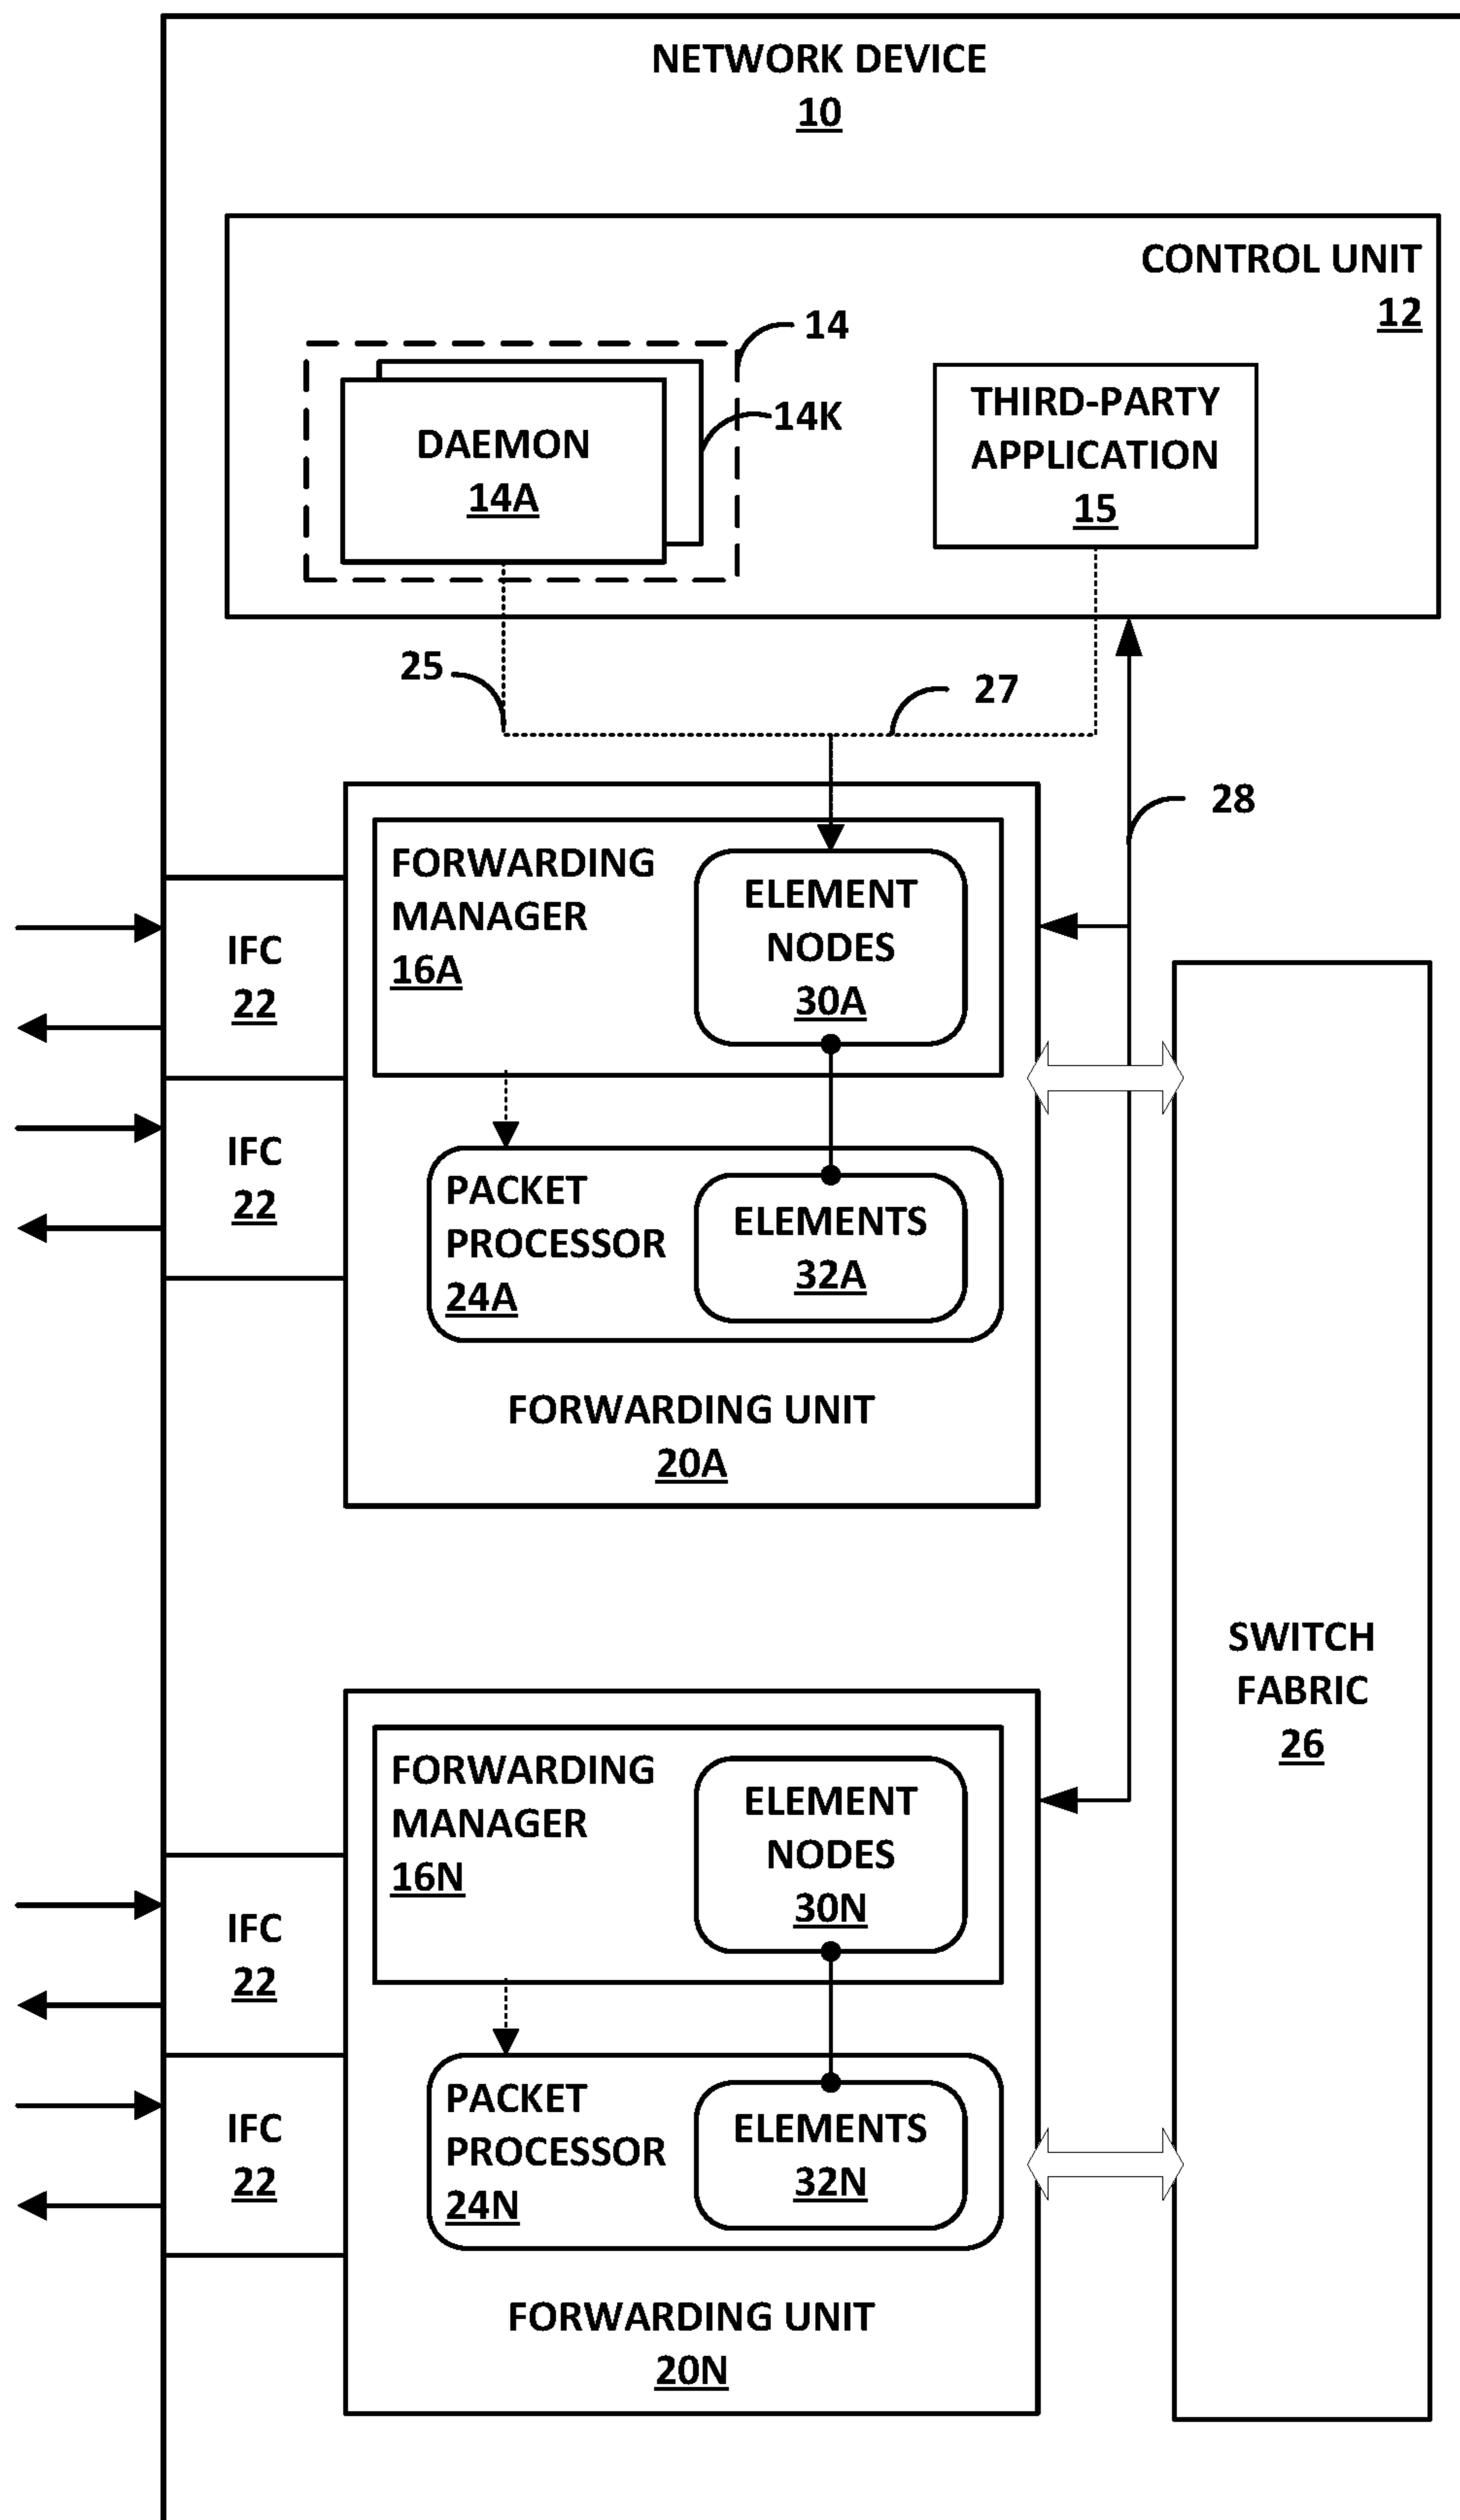 NETWORK DEVICE
10
CONTROL UNIT
12
14
14K
DAEMON
14A
THIRD-PARTY
APPLICATION
15
25
27
28
FORWARDING
MANAGER
16A
ELEMENT
NODES
30A
IFC
22
IFC
22
PACKET
PROCESSOR
24A
ELEMENTS
32A
FORWARDING UNIT
20A
SWITCH
FABRIC
26
FORWARDING
MANAGER
16N
ELEMENT
NODES
30N
IFC
22
IFC
22
PACKET
PROCESSOR
24N
ELEMENTS
32N
FORWARDING UNIT
20N